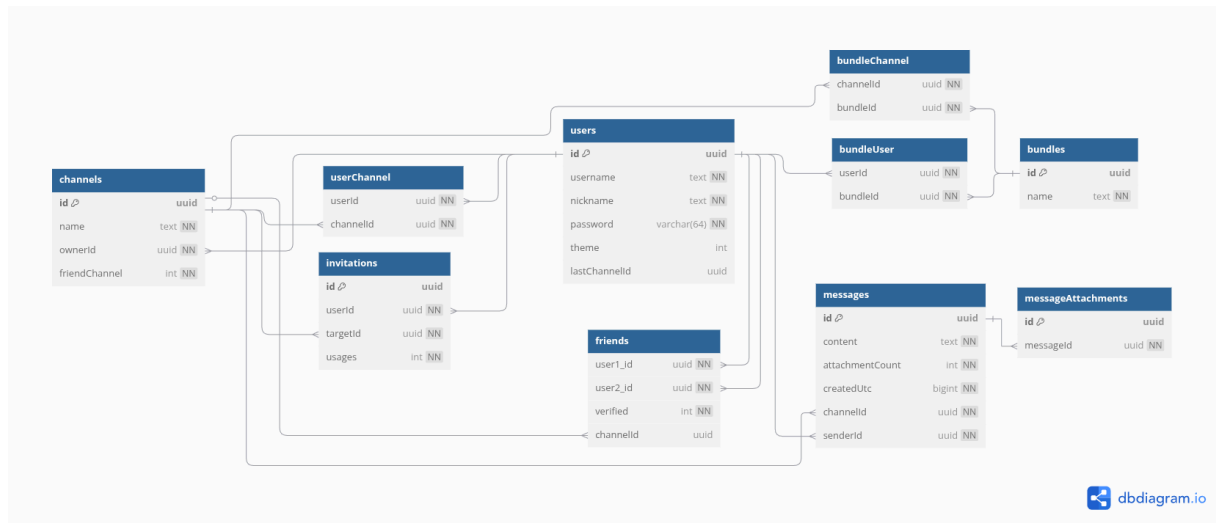 channels
id uuid
name text NN
ownerId uuid NN
friendChannel int NN
userChannel
userId uuid NN
channelId uuid NN
invitations
id uuid
userId uuid NN
targetId uuid NN
usages int NN
users
id uuid
username text NN
nickname text NN
password varchar(64) NN
theme int
lastChannelId uuid
friends
user1_id uuid NN
user2_id uuid NN
verified int NN
channelId uuid
bundleChannel
channelId uuid NN
bundleId uuid NN
bundleUser
userId uuid NN
bundleId uuid NN
bundles
id uuid
name text NN
messages
id uuid
content text NN
attachmentCount int NN
createdUtc bigint NN
channelId uuid NN
senderId uuid NN
messageAttachments
id uuid
messageId uuid NN
dbdiagram.io